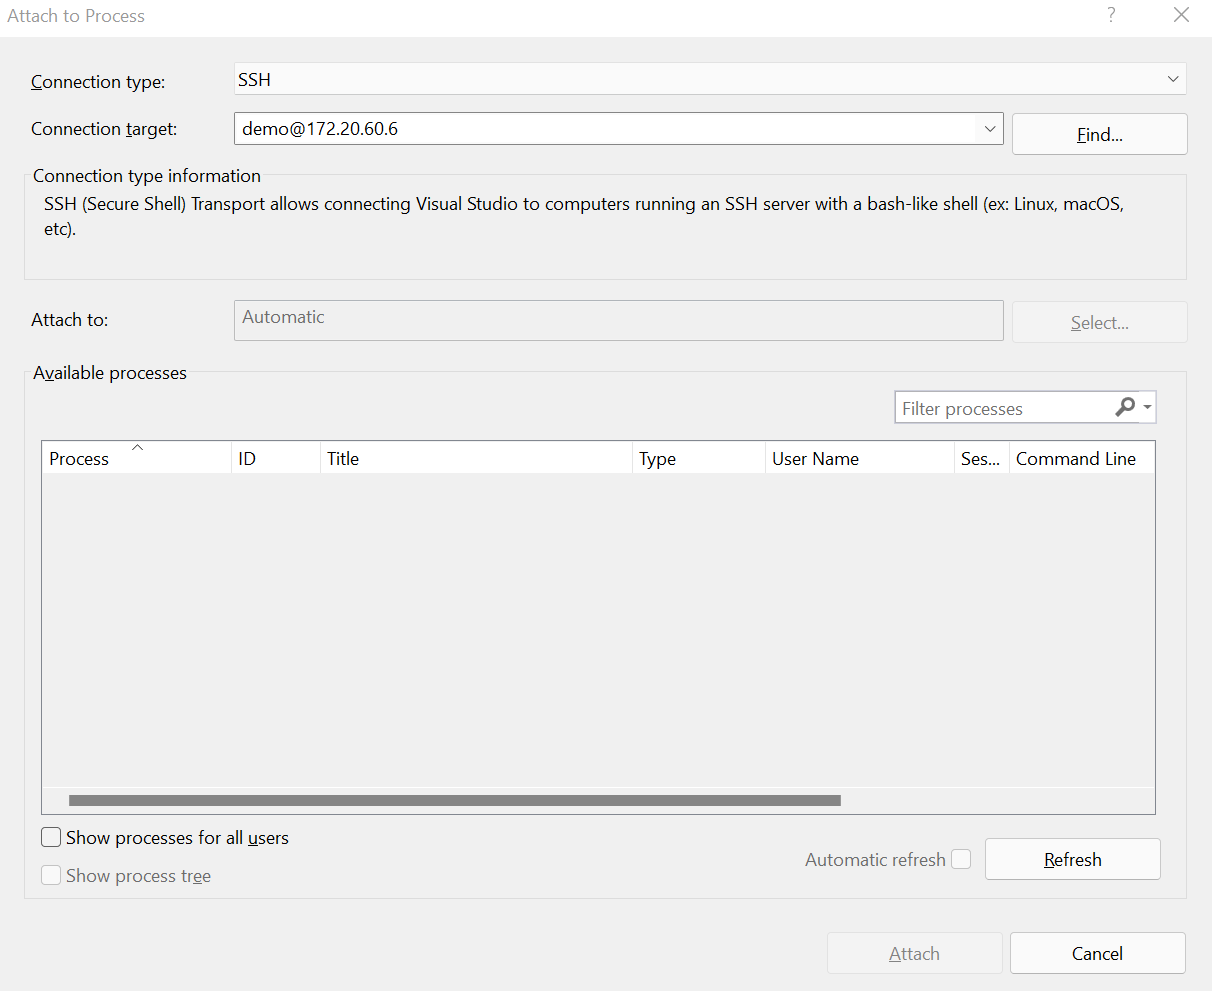 Attach to Process
?
Connection type:
SSH
Connection target:
demo@172.20.60.6
Find...
Connection type information
SSH (Secure Shell) Transport allows connecting Visual Studio to computers running an SSH server with a bash-like shell (ex: Linux, macOS,
etc).
Attach to:
Automatic
Select...
Available processes
Filter processes
Process ID Title Type User Name Ses... Command Line
Show processes for all users
Show process tree
Automatic refresh
Refresh
Attach
Cancel